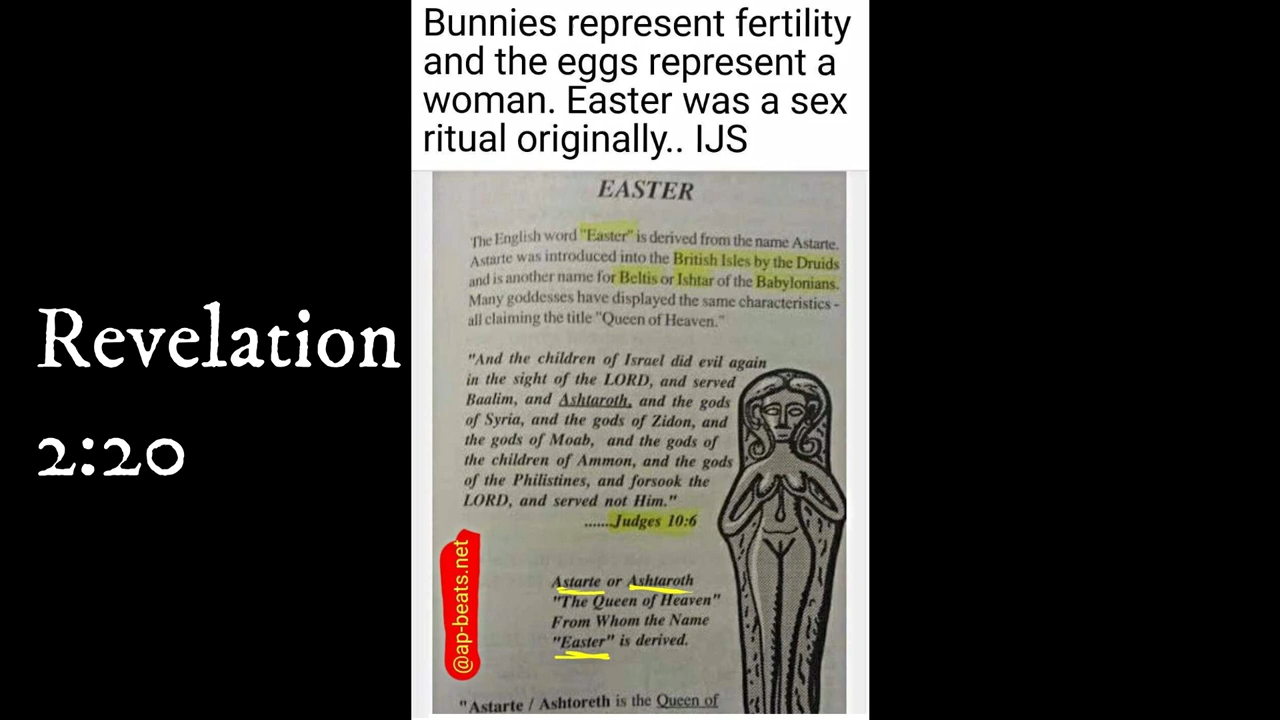 Revelation
2:20
Bunnies represent fertility
and the eggs represent a
woman. Easter was a sex
ritual originally.. IJS
EASTER
The English word "Easter" is derived from the name Astarte.
Astarte was introduced into the British Isles by the Druids
and is another name for Beltis or Ishtar of the Babylonians.
Many goddesses have displayed the same characteristics -
all claiming the title "Queen of Heaven."
"And the children of Israel did evil again
in the sight of the LORD, and served
Baalim, and Ashtaroth, and the gods
of Syria, and the gods of Zidon, and
the gods of Moab, and the gods of
the children of Ammon, and the gods
of the Philistines, and forsook the
LORD, and served not Him."
......Judges 10:6
@ap-beats.net
Astarte or Ashtaroth
"The Queen of Heaven"
From Whom the Name
"Easter" is derived.
"Astarte / Ashtoreth is the Queen of